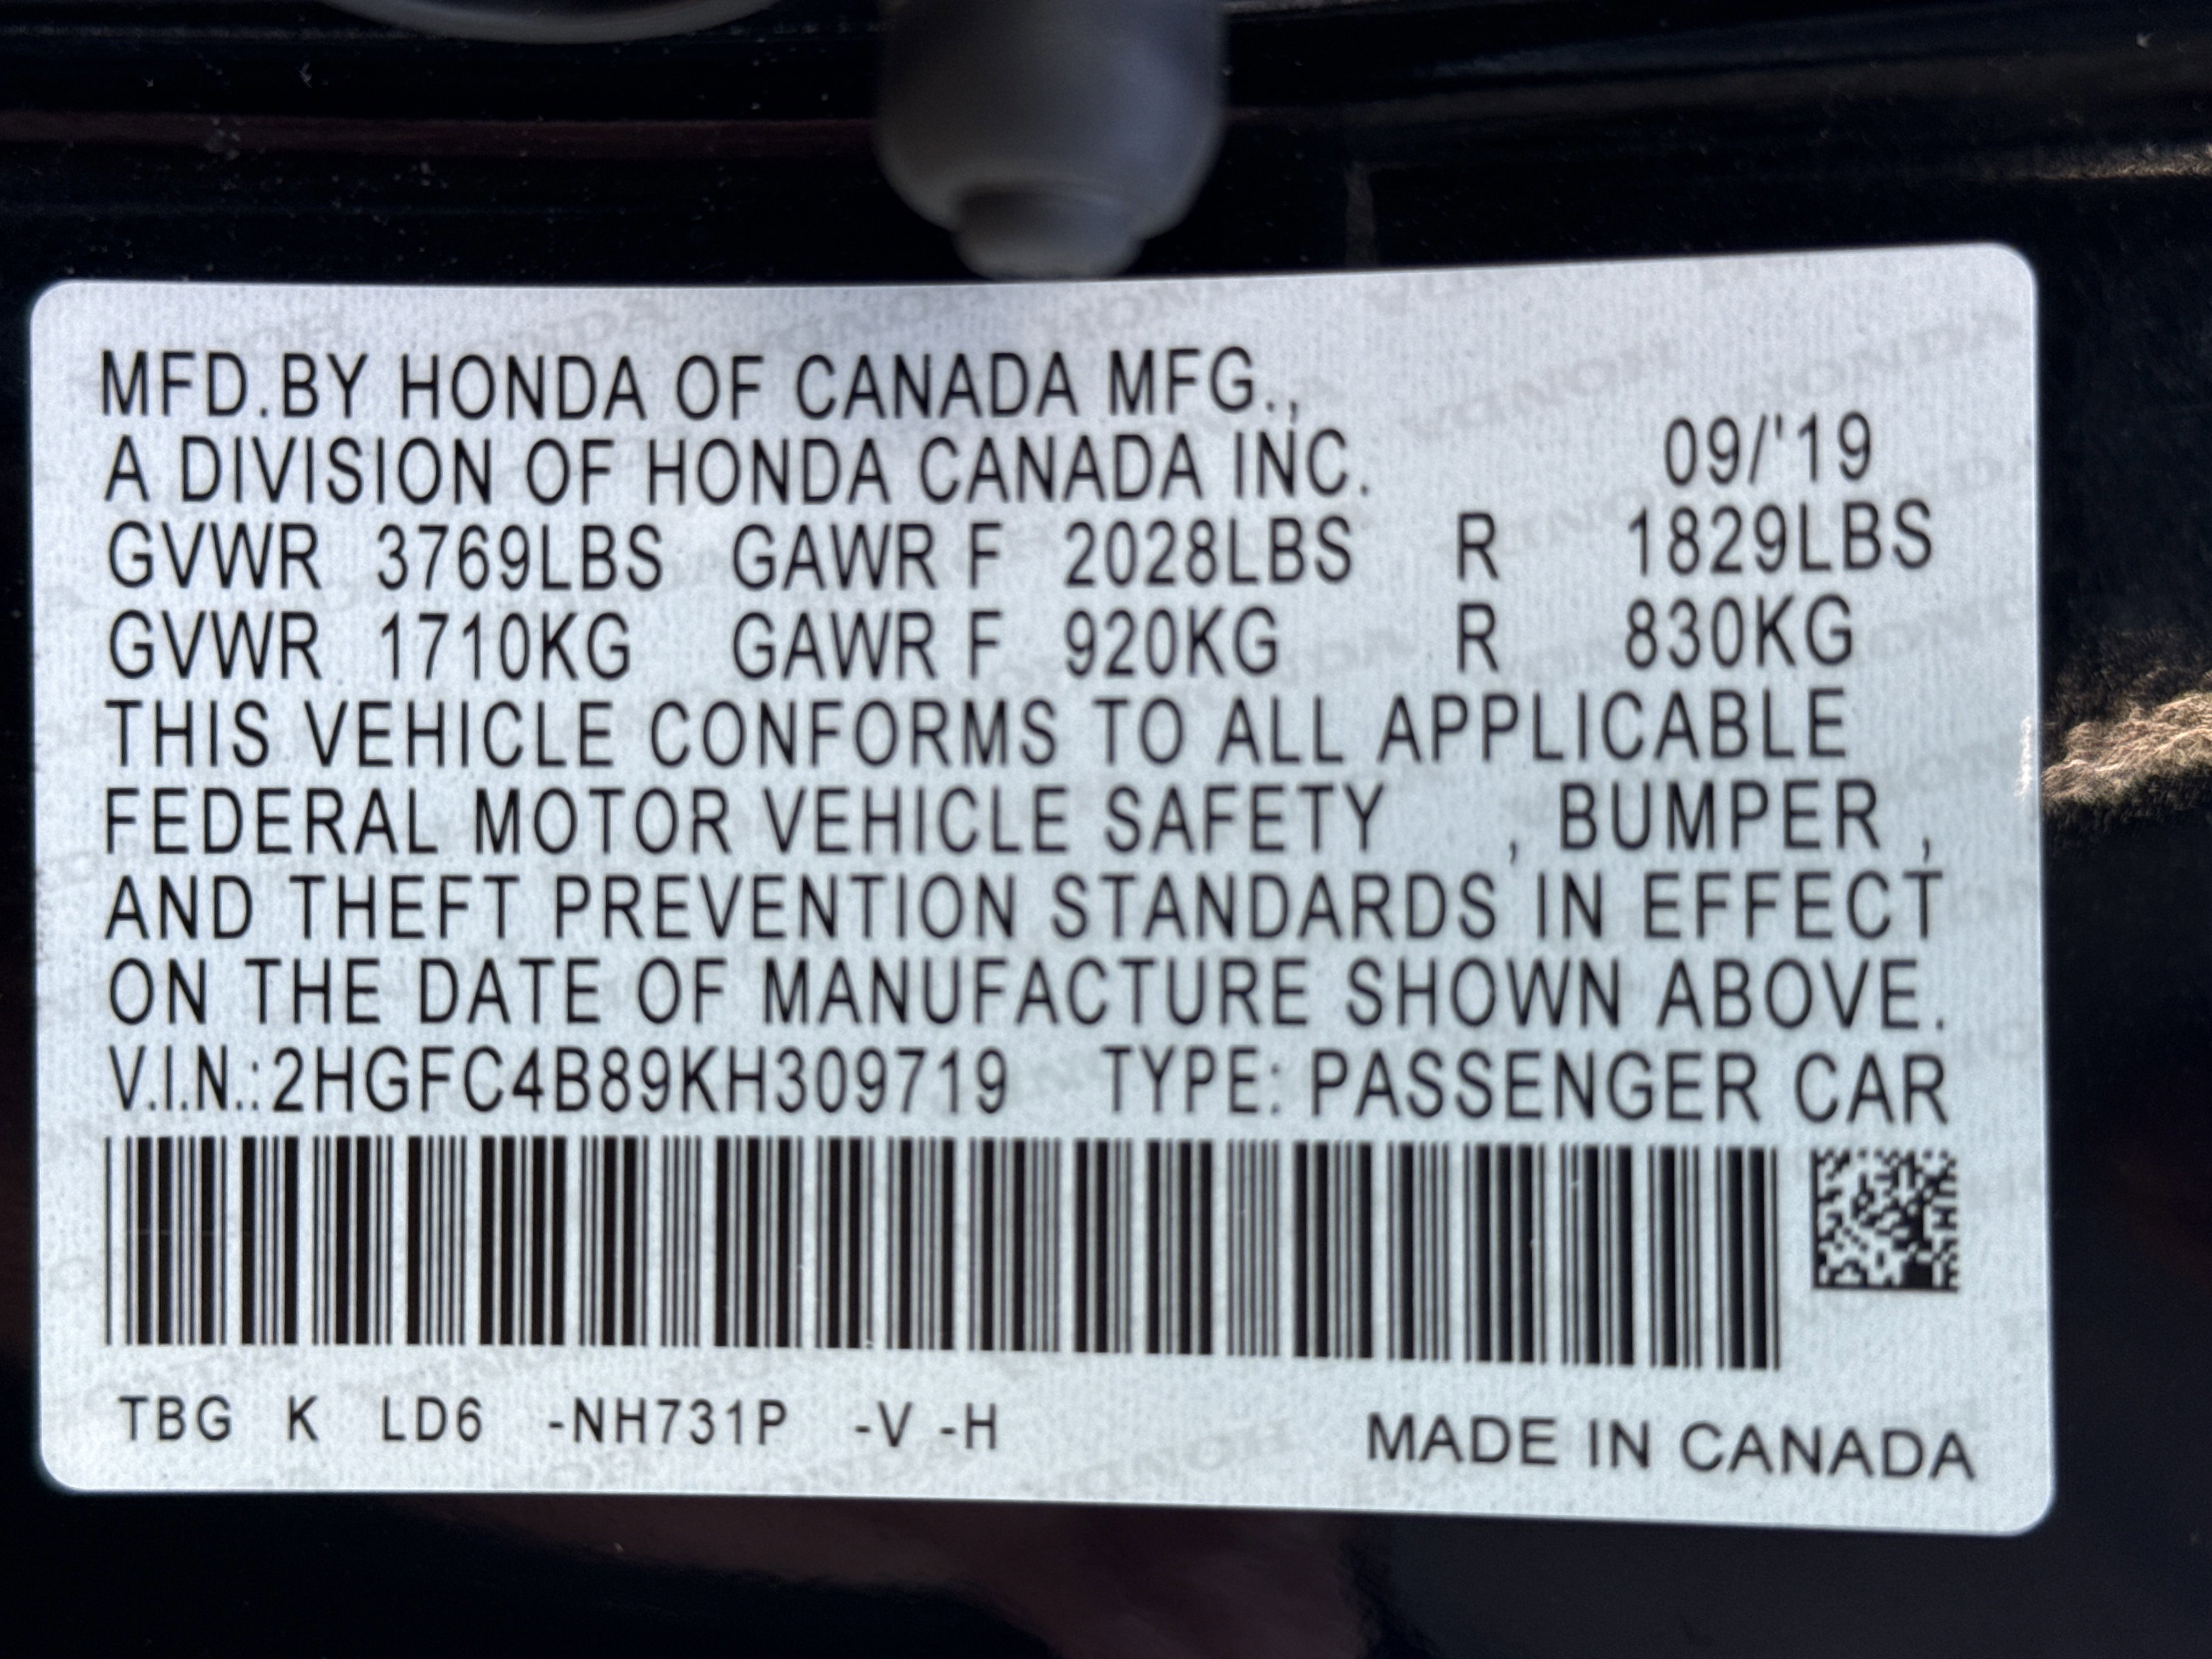 MFD.BY HONDA OF CANADA MFG.,
A DIVISION OF HONDA CANADA INC. 09/'19
GVWR 3769LBS GAWR F 2028LBS R 1829LBS
GVWR 1710KG GAWR F 920KG R 830KG
THIS VEHICLE CONFORMS TO ALL APPLICABLE
FEDERAL MOTOR VEHICLE SAFETY , BUMPER ,
AND THEFT PREVENTION STANDARDS IN EFFECT
ON THE DATE OF MANUFACTURE SHOWN ABOVE.
V.I.N.:2HGFC4B89KH309719 TYPE: PASSENGER CAR
TBG K LD6 -NH731P -V -H MADE IN CANADA